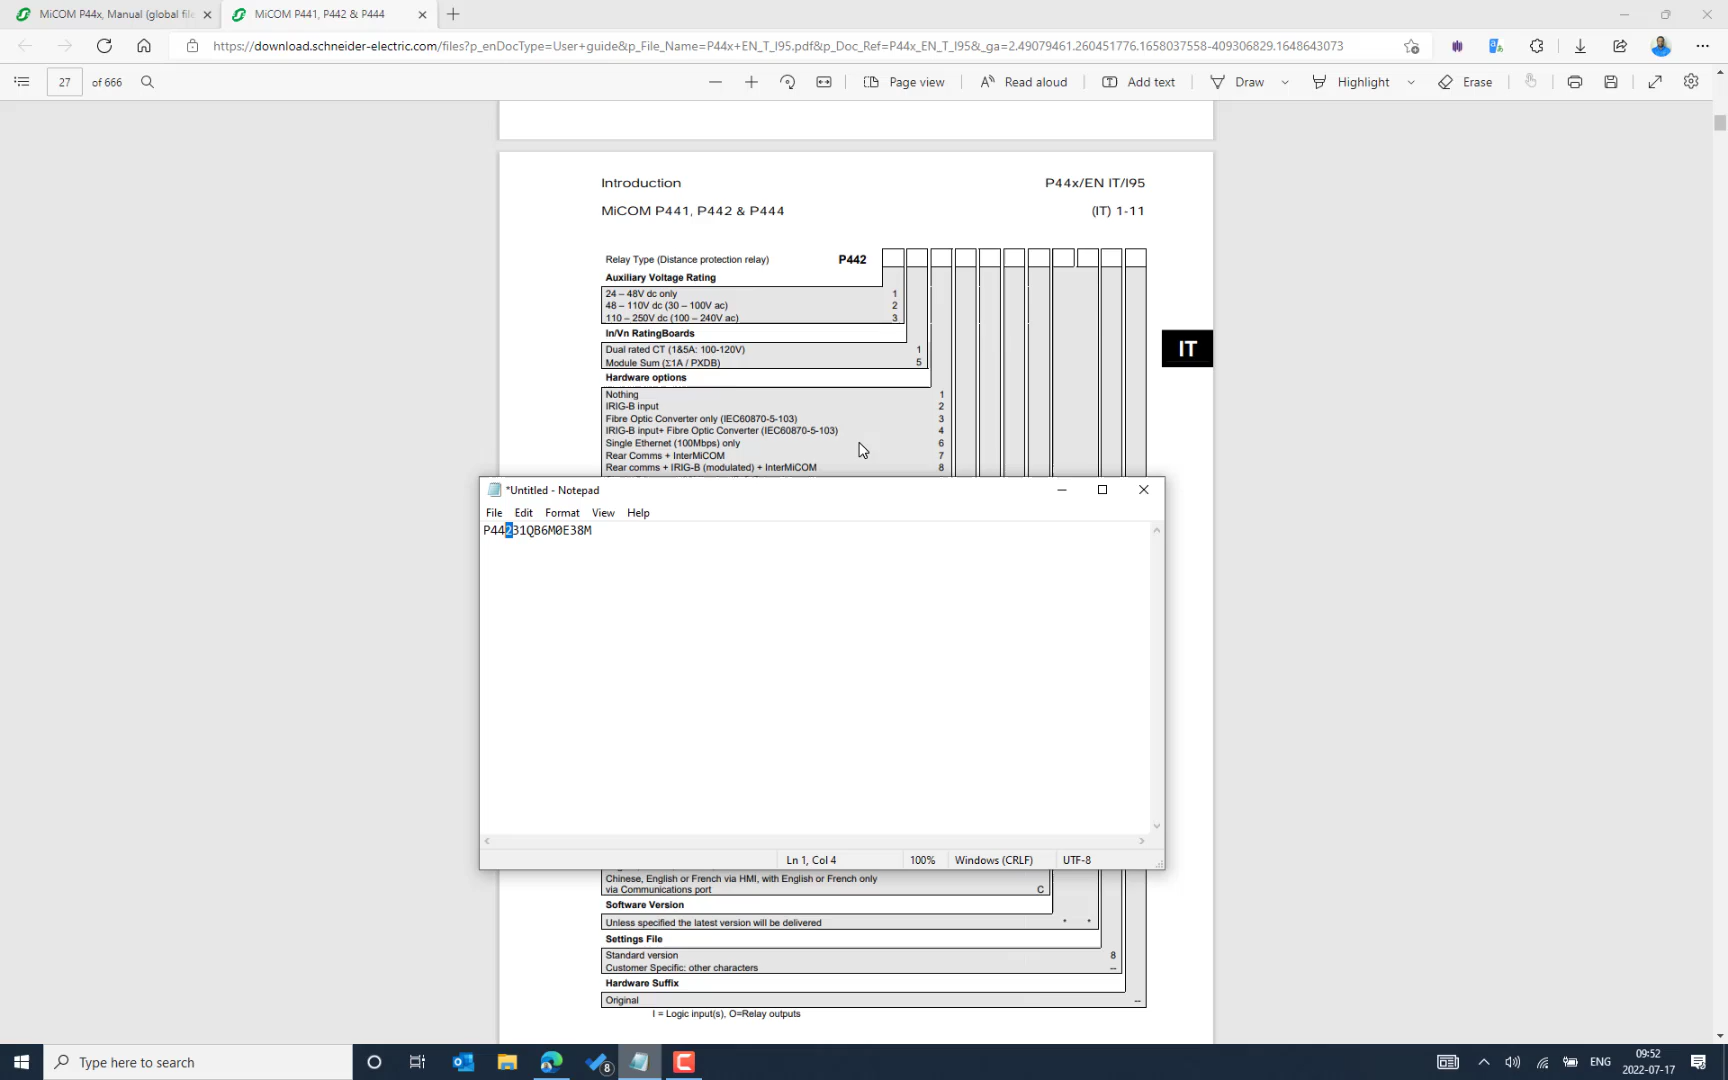 MiCOM P44x, Manual (global file
MiCOM P441, P442 & P444
https://download.schneider-electric.com/files?p_enDocType=User+guide&p_File_Name=P44x+EN_T_I95.pdf&p_Doc_Ref=P44x_EN_T_I95&_ga=2.49079461.260451776.1658037558-409306829.1648643073
27 of 666
Page view
Read aloud
Add text
Draw
Highlight
Erase
Introduction P44x/EN IT/I95
MiCOM P441, P442 & P444 (IT) 1-11
Relay Type (Distance protection relay) P442
Auxiliary Voltage Rating
24 – 48V dc only 1
48 – 110V dc (30 – 100V ac) 2
110 – 250V dc (100 – 240V ac) 3
In/Vn RatingBoards
IT
Dual rated CT (1&5A: 100-120V) 1
Module Sum (Σ1A / PXDB) 5
Hardware options
Nothing 1
IRIG-B input 2
Fibre Optic Converter only (IEC60870-5-103) 3
IRIG-B input+ Fibre Optic Converter (IEC60870-5-103) 4
Single Ethernet (100Mbps) only 6
Rear Comms + InterMiCOM 7
Rear comms + IRIG-B (modulated) + InterMiCOM 8
*Untitled - Notepad
File Edit Format View Help
P44231QB6M0E38M
Ln 1, Col 4 100% Windows (CRLF) UTF-8
Chinese, English or French via HMI, with English or French only
via Communications port C
Software Version
Unless specified the latest version will be delivered * *
Settings File
Standard version 8
Customer Specific: other characters --
Hardware Suffix
Original --
I = Logic input(s), O=Relay outputs
Type here to search
8
ENG
09:52
2022-07-17